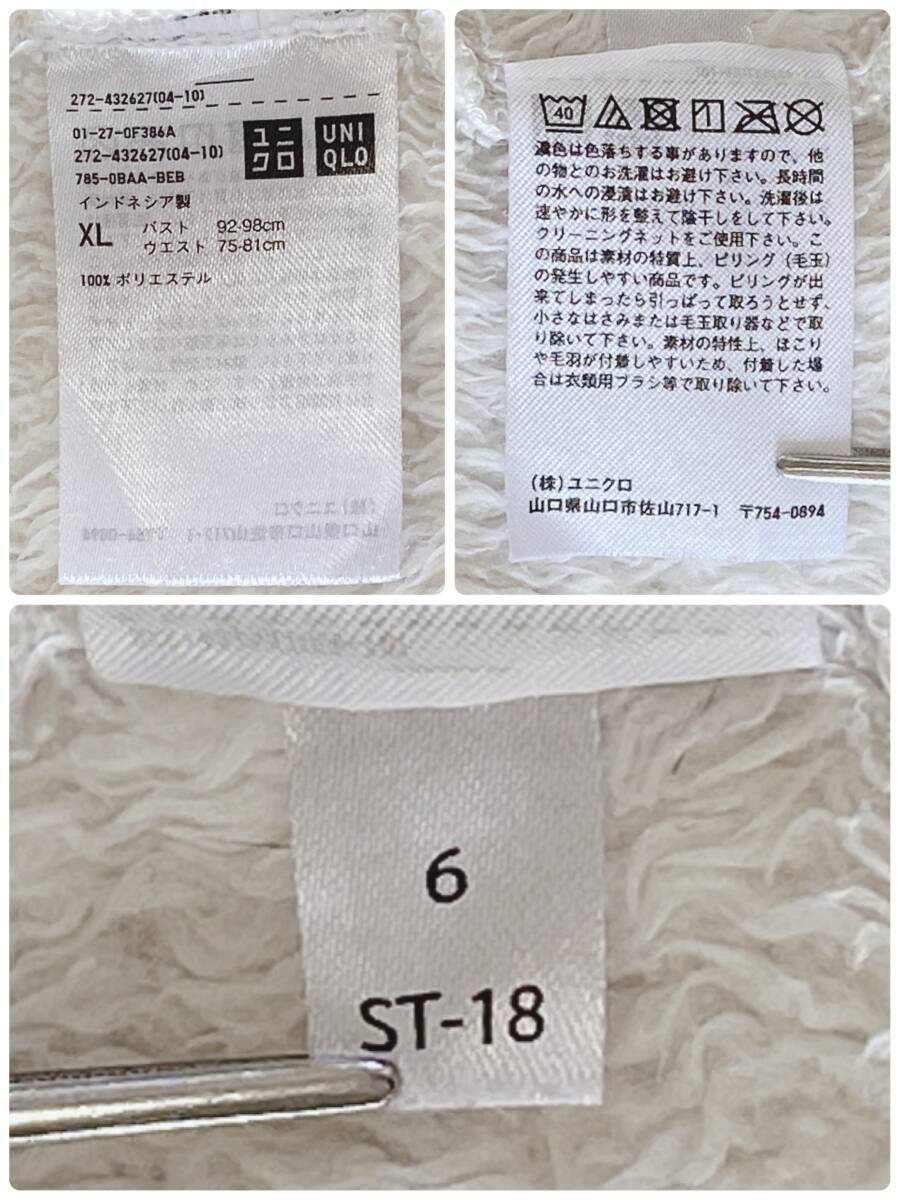 272-432627(04-10)
01-27-0F386A
272-432627(04-10)
785-0BAA-BEB
ユニクロ
UNIQLO
インドネシア製
XL バスト 92-98cm
ウエスト 75-81cm
100% ポリエステル
40
濃色は色落ちする事がありますので、他
の物とのお洗濯はお避け下さい。長時間
の水への浸漬はお避け下さい。洗濯後は
速やかに形を整えて陰干しをして下さい。
クリーニングネットをご使用下さい。こ
の商品は素材の特質上、ピリング(毛玉)
の発生しやすい商品です。ピリングが出
来てしまったら引っぱって取ろうとせず、
小さなはさみまたは毛玉取り器などで取
り除いて下さい。素材の特性上、ほこり
や毛羽が付着しやすいため、付着した場
合は衣類用ブラシ等で取り除いて下さい。
(株)ユニクロ
山口県山口市佐山717-1 〒754-0894
6
ST-18